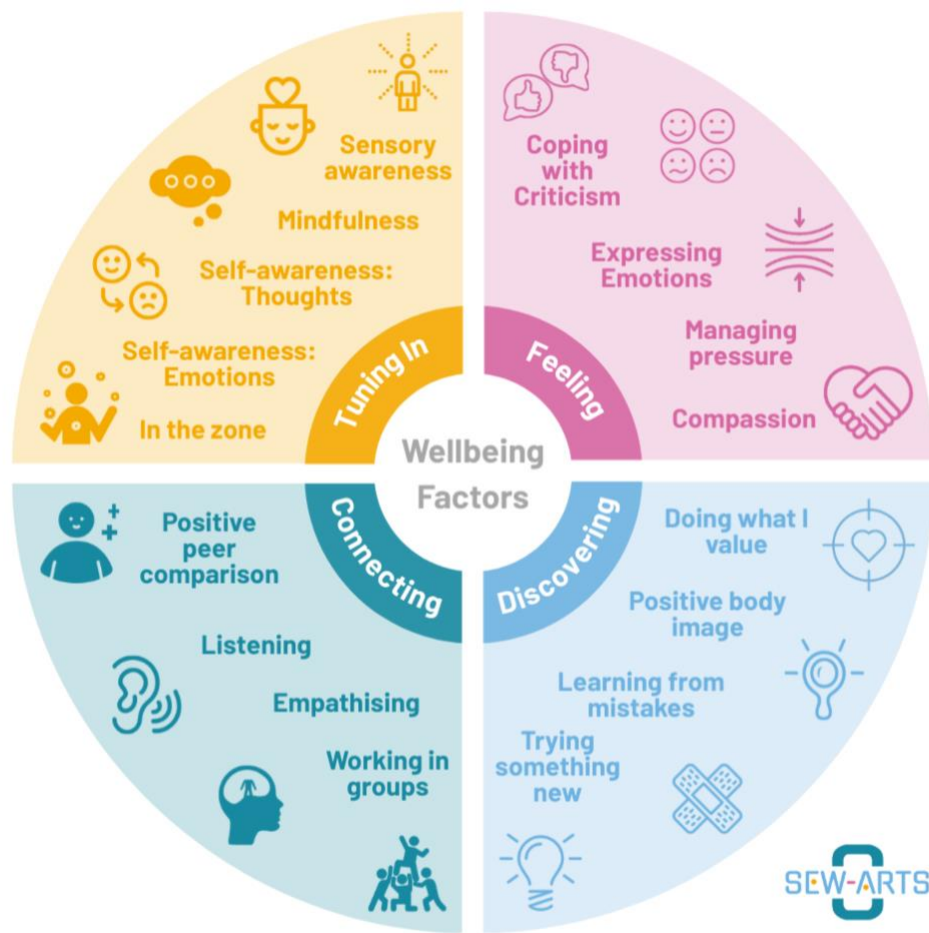 Sensory
awareness
Mindfulness
Self-awareness:
Thoughts
Self-awareness:
Emotions
In the zone
Tuning In
Coping
with
Criticism
Expressing
Emotions
Managing
pressure
Compassion
Feeling
Wellbeing
Factors
Positive
peer
comparison
Listening
Empathising
Working in
groups
Connecting
Doing what I
value
Positive body
image
Learning from
mistakes
Trying
something
new
Discovering
SEW-ARTS